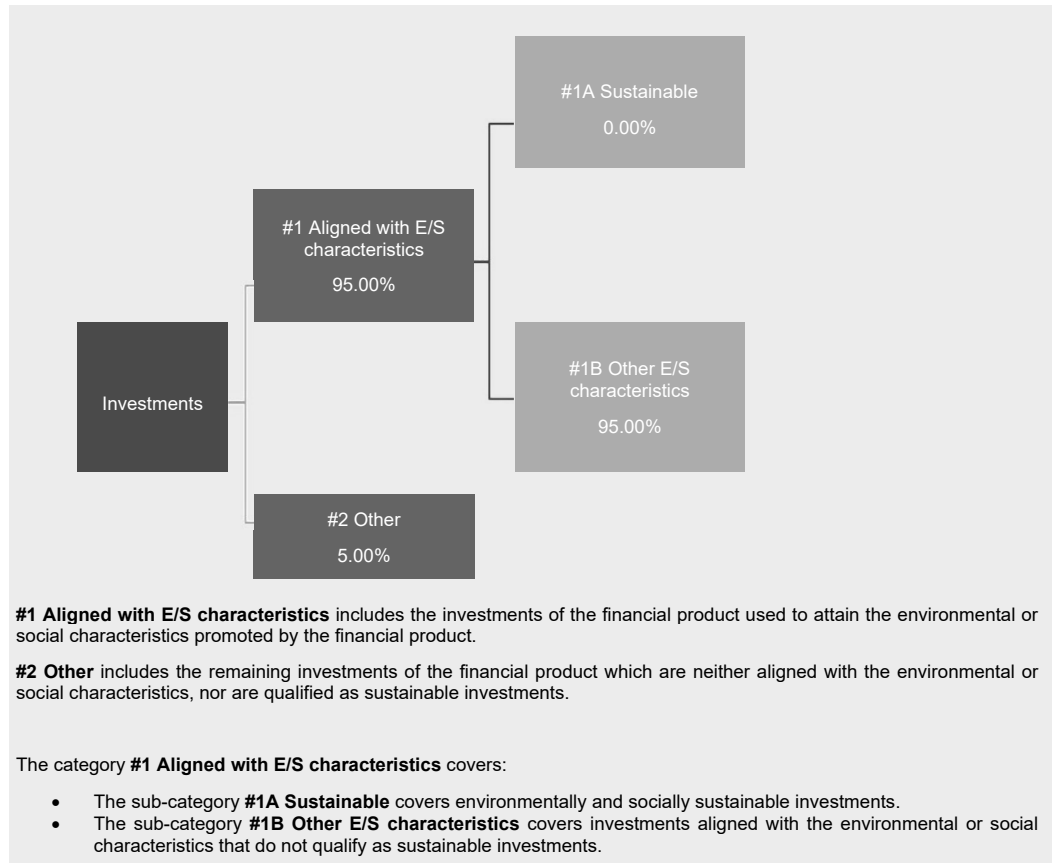 #1A Sustainable
0.00%
#1 Aligned with E/S
characteristics
95.00%
#1B Other E/S
characteristics
95.00%
Investments
#2 Other
5.00%
#1 Aligned with E/S characteristics includes the investments of the financial product used to attain the environmental or
social characteristics promoted by the financial product.
#2 Other includes the remaining investments of the financial product which are neither aligned with the environmental or
social characteristics, nor are qualified as sustainable investments.
The category #1 Aligned with E/S characteristics covers:
• The sub-category #1A Sustainable covers environmentally and socially sustainable investments.
• The sub-category #1B Other E/S characteristics covers investments aligned with the environmental or social
characteristics that do not qualify as sustainable investments.